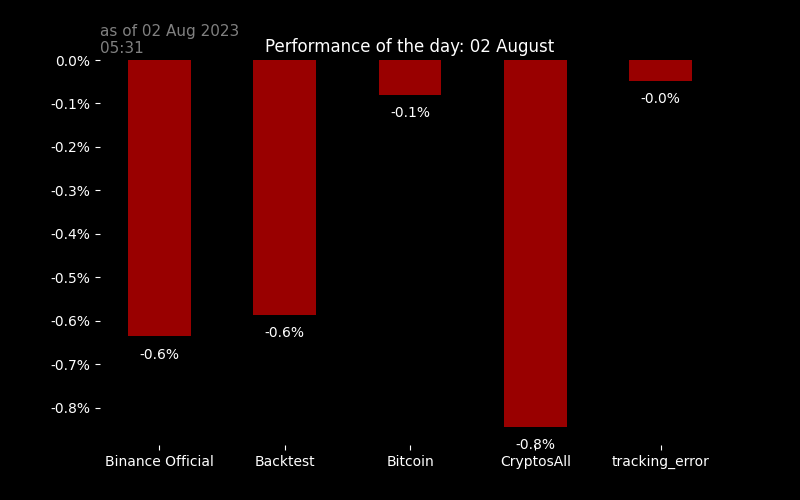 as of 02 Aug 2023
05:31
Performance of the day: 02 August
0.0%
-0.1%
-0.2%
-0.3%
-0.4%
-0.5%
-0.6%
-0.7%
-0.8%
-0.6%
-0.6%
-0.1%
-0.8%
-0.0%
Binance Official
Backtest
Bitcoin
CryptosAll
tracking_error